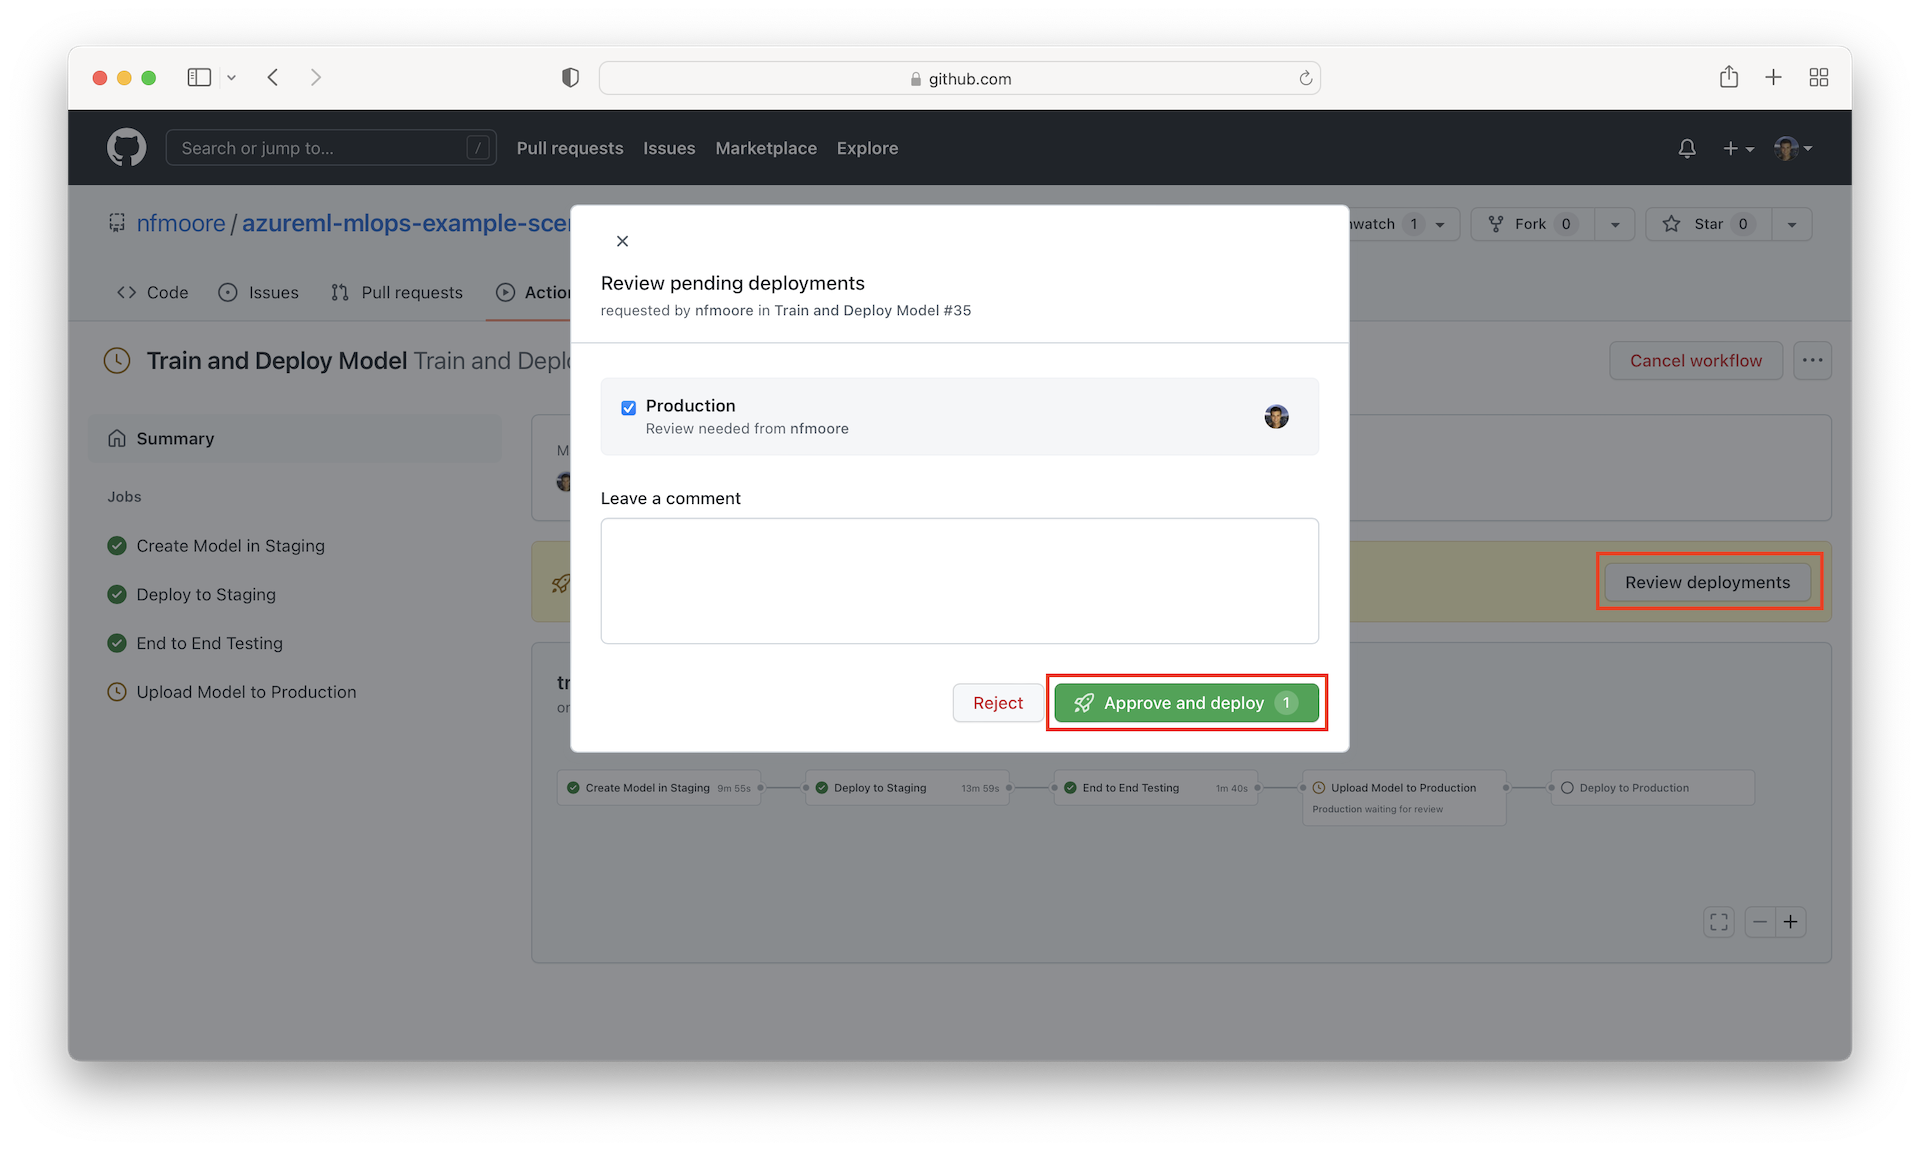 github.com
Search or jump to... /
Pull requests Issues Marketplace Explore
nfmoore / azureml-mlops-example-scen
watch 1 Fork 0 Star 0
Code Issues Pull requests Action
Train and Deploy Model Train and Deplo
Cancel workflow
Review pending deployments
requested by nfmoore in Train and Deploy Model #35
Production
Review needed from nfmoore
Leave a comment
Reject Approve and deploy 1
Summary
Jobs
Create Model in Staging
Deploy to Staging
End to End Testing
Upload Model to Production
Review deployments
Create Model in Staging 9m 55s
Deploy to Staging 13m 59s
End to End Testing 1m 40s
Upload Model to Production
Production waiting for review
Deploy to Production